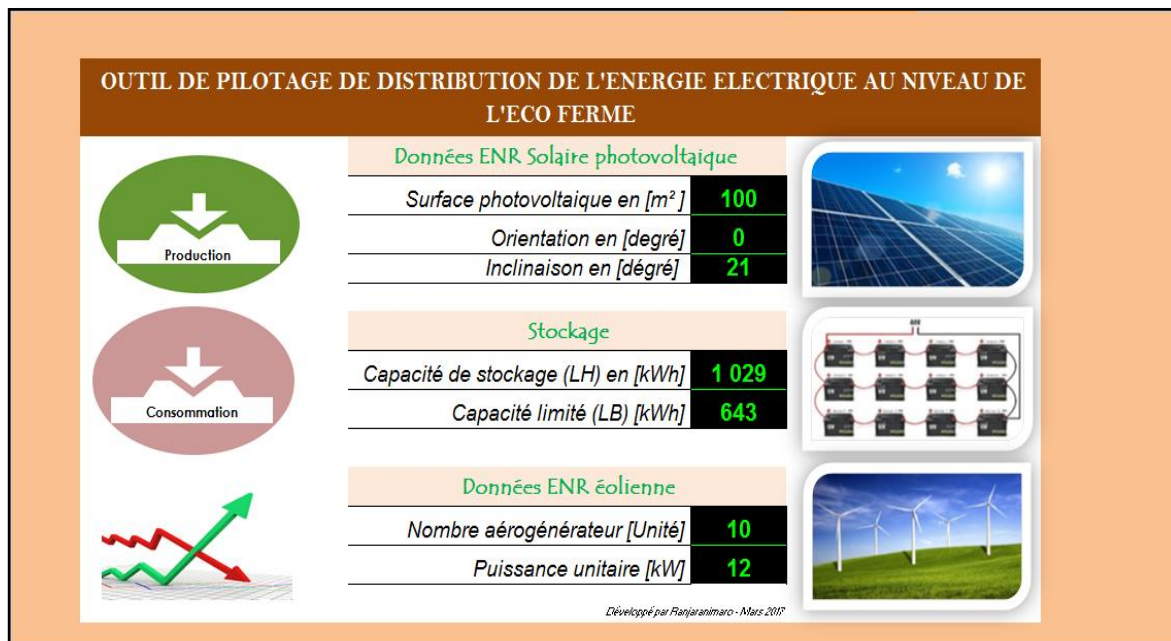 OUTIL DE PILOTAGE DE DISTRIBUTION DE L'ENERGIE ELECTRIQUE AU NIVEAU DE
L'ECO FERME
Production
Consommation
Données ENR Solaire photovoltaique
Surface photovoltaique en [m² ] 100
Orientation en [degré] 0
Inclinaison en [dégré] 21
Stockage
Capacité de stockage (LH) en [kWh] 1 029
Capacité limité (LB) [kWh] 643
Données ENR éolienne
Nombre aérogénérateur [Unité] 10
Puissance unitaire [kW] 12
Développé par Ranjaranimaro - Mars 2017